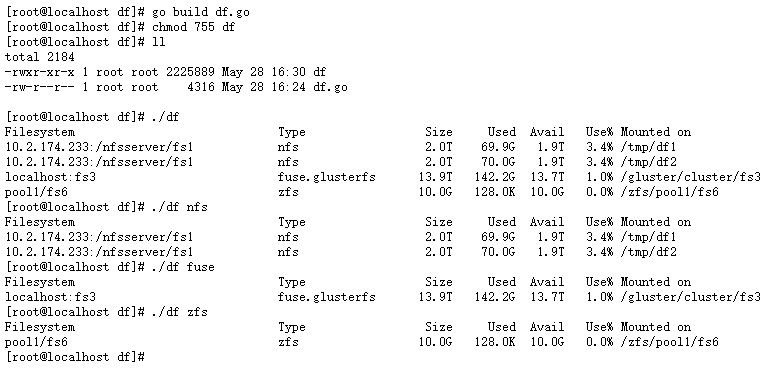 [root@localhost df]# go build df.go
[root@localhost df]# chmod 755 df
[root@localhost df]# ll
total 2184
-rwxr-xr-x 1 root root 2225889 May 28 16:30 df
-rw-r--r-- 1 root root    4316 May 28 16:24 df.go
[root@localhost df]# ./df
Filesystem                              Type                 Size     Used  Avail   Use% Mounted on
10.2.174.233:/nfsserver/fs1             nfs                  2.0T    69.9G   1.9T   3.4% /tmp/df1
10.2.174.233:/nfsserver/fs1             nfs                  2.0T    70.0G   1.9T   3.4% /tmp/df2
localhost:fs3                           fuse.glusterfs      13.9T   142.2G  13.7T   1.0% /gluster/cluster/fs3
pool1/fs6                               zfs                 10.0G   128.0K  10.0G   0.0% /zfs/pool1/fs6
[root@localhost df]# ./df nfs
Filesystem                              Type                 Size     Used  Avail   Use% Mounted on
10.2.174.233:/nfsserver/fs1             nfs                  2.0T    69.9G   1.9T   3.4% /tmp/df1
10.2.174.233:/nfsserver/fs1             nfs                  2.0T    70.0G   1.9T   3.4% /tmp/df2
[root@localhost df]# ./df fuse
Filesystem                              Type                 Size     Used  Avail   Use% Mounted on
localhost:fs3                           fuse.glusterfs      13.9T   142.2G  13.7T   1.0% /gluster/cluster/fs3
[root@localhost df]# ./df zfs
Filesystem                              Type                 Size     Used  Avail   Use% Mounted on
pool1/fs6                               zfs                 10.0G   128.0K  10.0G   0.0% /zfs/pool1/fs6
[root@localhost df]#